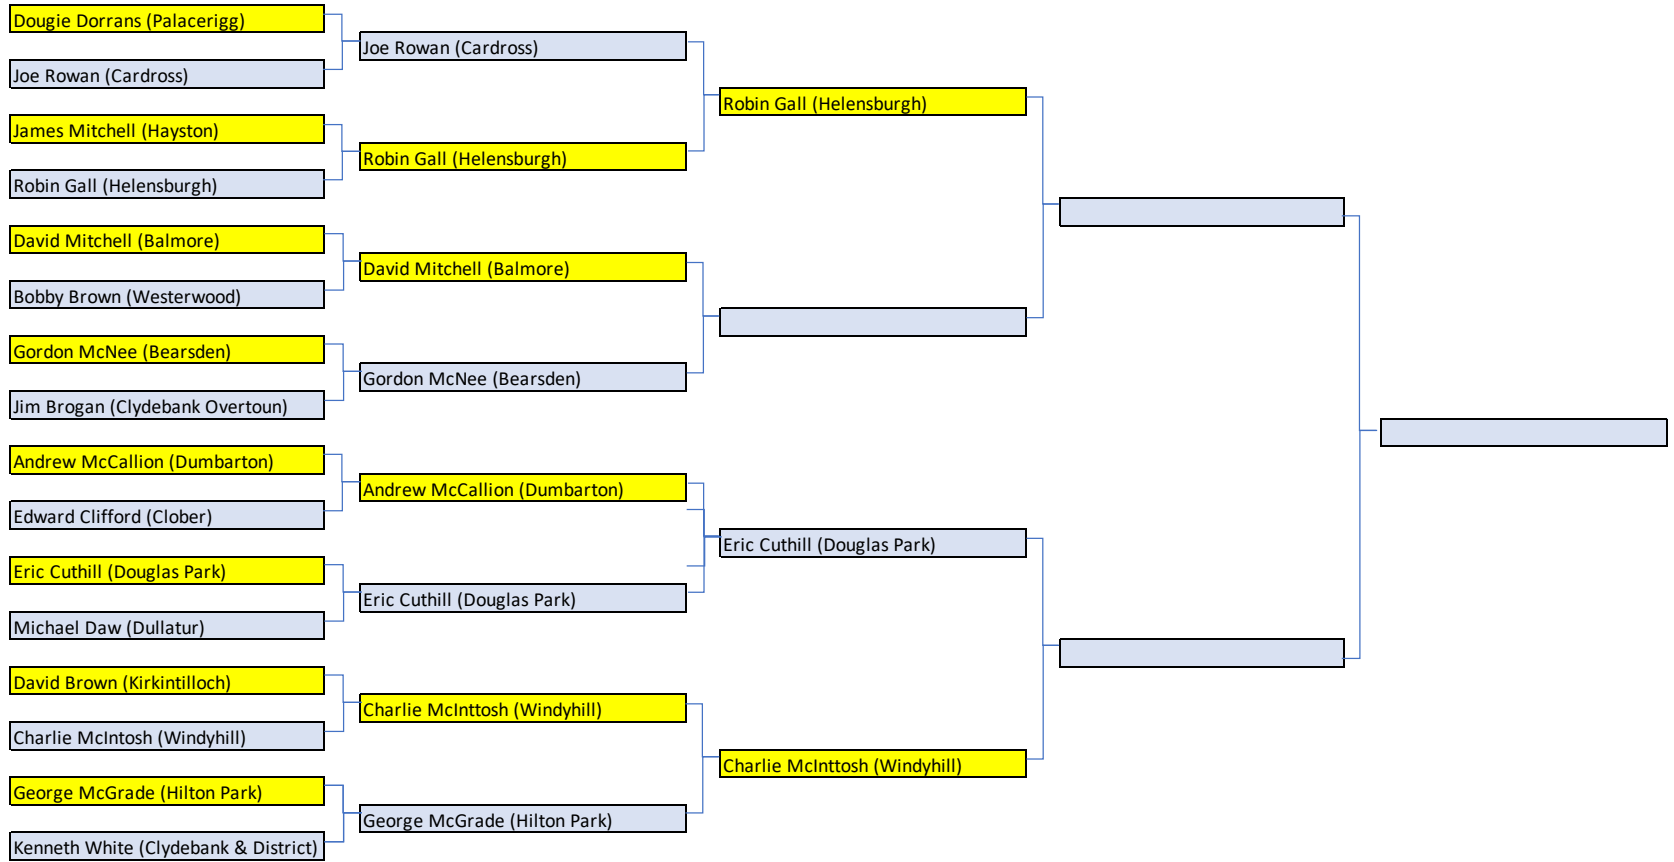 Dougie Dorrans (Palacerigg)
Joe Rowan (Cardross)
James Mitchell (Hayston)
Robin Gall (Helensburgh)
David Mitchell (Balmore)
Bobby Brown (Westerwood)
Gordon McNee (Bearsden)
Jim Brogan (Clydebank Overtoun)
Andrew McCallion (Dumbarton)
Edward Clifford (Clober)
Eric Cuthill (Douglas Park)
Michael Daw (Dullatur)
David Brown (Kirkintilloch)
Charlie McIntosh (Windyhill)
George McGrade (Hilton Park)
Kenneth White (Clydebank & District)
Joe Rowan (Cardross)
Robin Gall (Helensburgh)
David Mitchell (Balmore)
Gordon McNee (Bearsden)
Andrew McCallion (Dumbarton)
Eric Cuthill (Douglas Park)
Charlie McInttosh (Windyhill)
George McGrade (Hilton Park)
Robin Gall (Helensburgh)
Eric Cuthill (Douglas Park)
Charlie McInttosh (Windyhill)